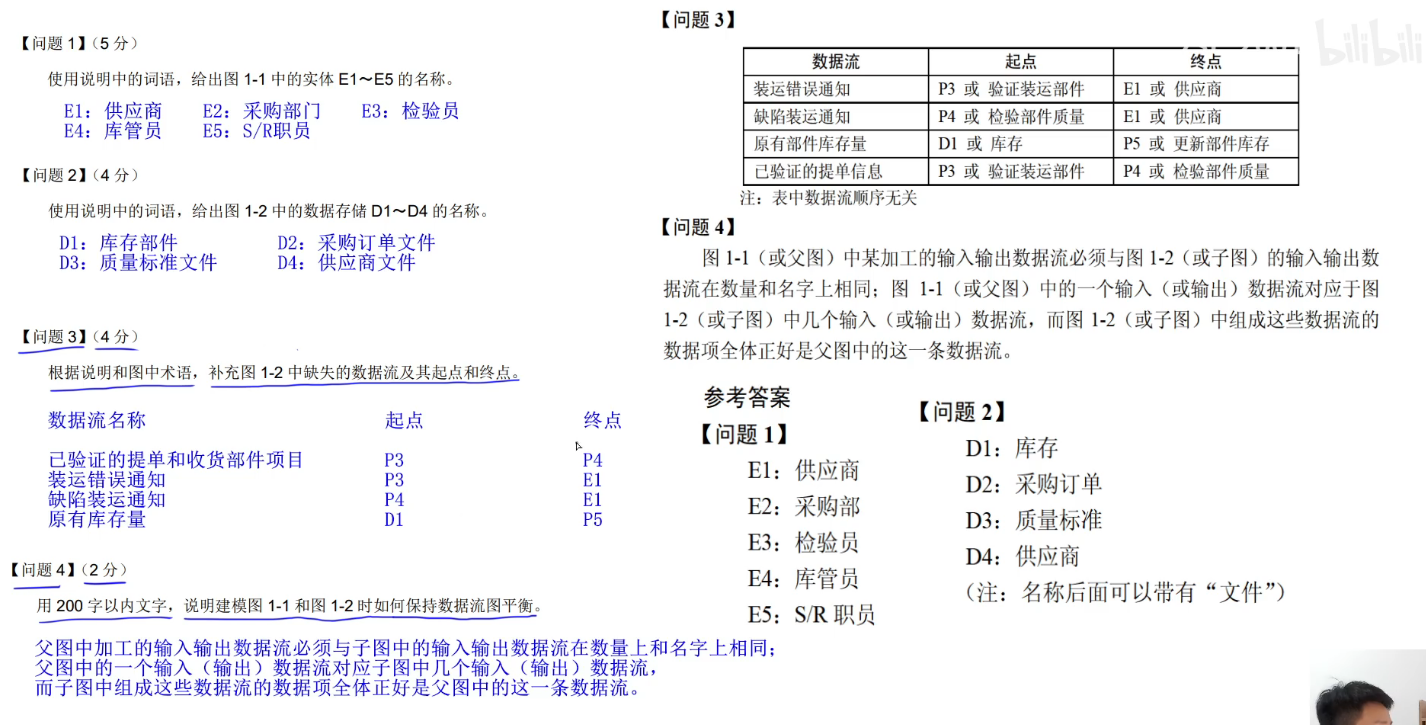 【问题 1】（5 分）
使用说明中的词语，给出图 1-1 中的实体 E1～E5 的名称。
E1：供应商 E2：采购部门 E3：检验员
E4：库管员 E5：S/R职员
【问题 2】（4 分）
使用说明中的词语，给出图 1-2 中的数据存储 D1～D4 的名称。
D1：库存部件 D2：采购订单文件
D3：质量标准文件 D4：供应商文件
【问题 3】（4 分）
根据说明和图中术语，补充图 1-2 中缺失的数据流及其起点和终点。
数据流名称 起点 终点
已验证的提单和收货部件项目 P3 P4
装运错误通知 P3 E1
缺陷装运通知 P4 E1
原有库存量 D1 P5
【问题 4】（2 分）
用 200 字以内文字，说明建模图 1-1 和图 1-2 时如何保持数据流图平衡。
父图中加工的输入输出数据流必须与子图中的输入输出数据流在数量上和名字上相同；
父图中的一个输入（输出）数据流对应子图中几个输入（输出）数据流，
而子图中组成这些数据流的数据项全体正好是父图中的这一条数据流。
【问题 3】
数据流 起点 终点
装运错误通知 P3 或 验证装运部件 E1 或 供应商
缺陷装运通知 P4 或 检验部件质量 E1 或 供应商
原有部件库存量 D1 或 库存 P5 或 更新部件库存
已验证的提单信息 P3 或 验证装运部件 P4 或 检验部件质量
注：表中数据流顺序无关
【问题 4】
图 1-1（或父图）中某加工的输入输出数据流必须与图 1-2（或子图）的输入输出数
据流在数量和名字上相同；图 1-1（或父图）中的一个输入（或输出）数据流对应于图
1-2（或子图）中几个输入（或输出）数据流，而图 1-2（或子图）中组成这些数据流的
数据项全体正好是父图中的这一条数据流。
参考答案
【问题 1】
E1：供应商
E2：采购部
E3：检验员
E4：库管员
E5：S/R 职员
【问题 2】
D1：库存
D2：采购订单
D3：质量标准
D4：供应商
（注：名称后面可以带有“文件”）
bilibili